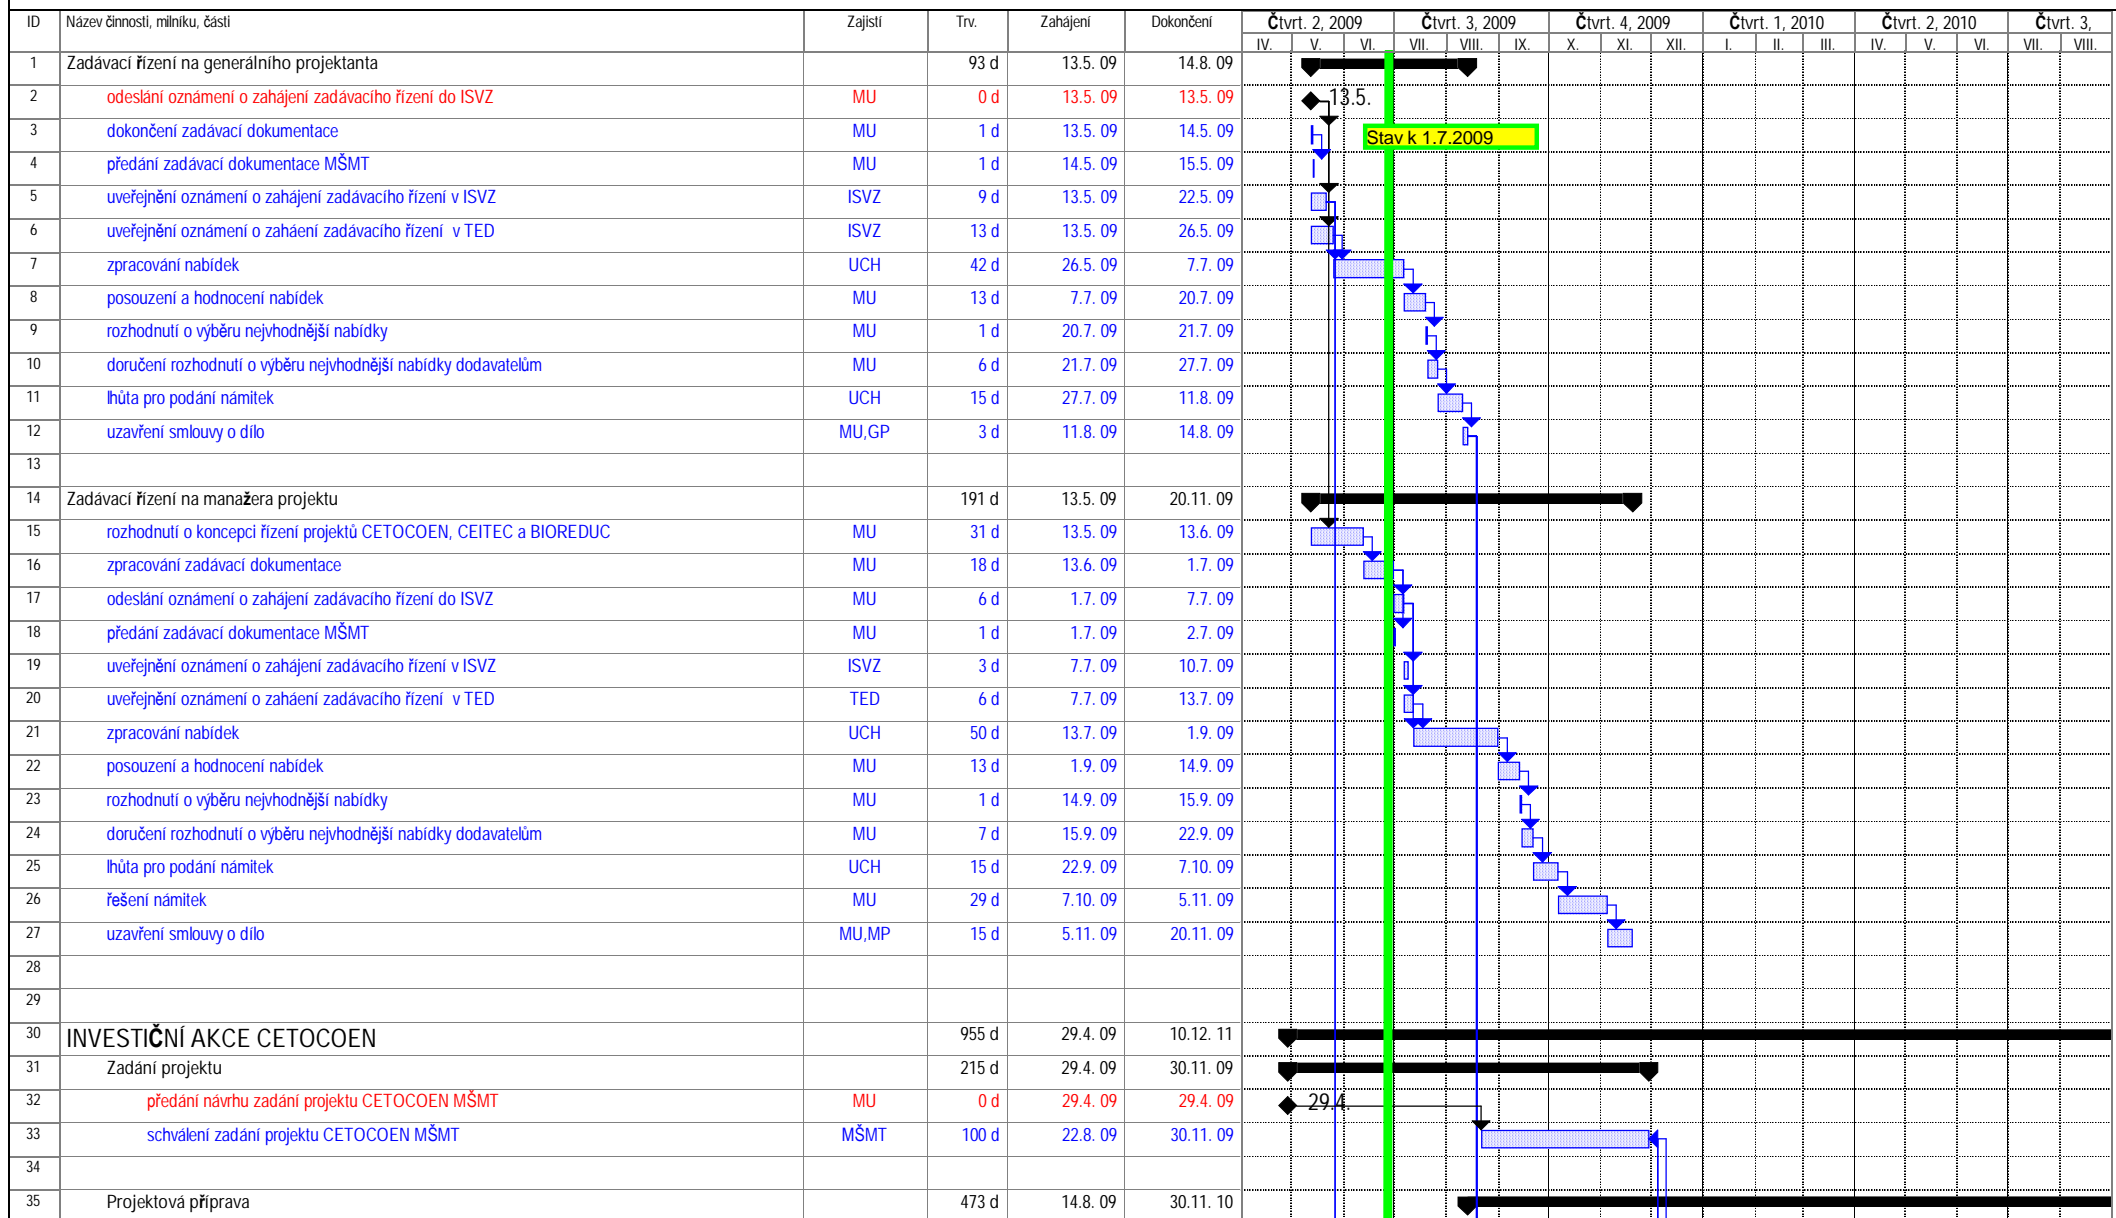 ID Název činnosti, milníku, části Zajistí Trv. Zahájení Dokončení Čtvrt. 2, 2009 Čtvrt. 3, 2009 Čtvrt. 4, 2009 Čtvrt. 1, 2010 Čtvrt. 2, 2010 Čtvrt. 3,
IV. V. VI. VII. VIII. IX. X. XI. XII. I. II. III. IV. V. VI. VII. VIII.
1 Zadávací řízení na generálního projektanta 93 d 13.5. 09 14.8. 09
2 odeslání oznámení o zahájení zadávacího řízení do ISVZ MU 0 d 13.5. 09 13.5. 09 13.5.
3 dokončení zadávací dokumentace MU 1 d 13.5. 09 14.5. 09 Stav k 1.7.2009
4 předání zadávací dokumentace MŠMT MU 1 d 14.5. 09 15.5. 09
5 uveřejnění oznámení o zahájení zadávacího řízení v ISVZ ISVZ 9 d 13.5. 09 22.5. 09
6 uveřejnění oznámení o zaháení zadávacího řízení v TED ISVZ 13 d 13.5. 09 26.5. 09
7 zpracování nabídek UCH 42 d 26.5. 09 7.7. 09
8 posouzení a hodnocení nabídek MU 13 d 7.7. 09 20.7. 09
9 rozhodnutí o výběru nejvhodnější nabídky MU 1 d 20.7. 09 21.7. 09
10 doručení rozhodnutí o výběru nejvhodnější nabídky dodavatelům MU 6 d 21.7. 09 27.7. 09
11 lhůta pro podání námitek UCH 15 d 27.7. 09 11.8. 09
12 uzavření smlouvy o dílo MU,GP 3 d 11.8. 09 14.8. 09
13
14 Zadávací řízení na manažera projektu 191 d 13.5. 09 20.11. 09
15 rozhodnutí o koncepci řízení projektů CETOCOEN, CEITEC a BIOREDUC MU 31 d 13.5. 09 13.6. 09
16 zpracování zadávací dokumentace MU 18 d 13.6. 09 1.7. 09
17 odeslání oznámení o zahájení zadávacího řízení do ISVZ MU 6 d 1.7. 09 7.7. 09
18 předání zadávací dokumentace MŠMT MU 1 d 1.7. 09 2.7. 09
19 uveřejnění oznámení o zahájení zadávacího řízení v ISVZ ISVZ 3 d 7.7. 09 10.7. 09
20 uveřejnění oznámení o zaháení zadávacího řízení v TED TED 6 d 7.7. 09 13.7. 09
21 zpracování nabídek UCH 50 d 13.7. 09 1.9. 09
22 posouzení a hodnocení nabídek MU 13 d 1.9. 09 14.9. 09
23 rozhodnutí o výběru nejvhodnější nabídky MU 1 d 14.9. 09 15.9. 09
24 doručení rozhodnutí o výběru nejvhodnější nabídky dodavatelům MU 7 d 15.9. 09 22.9. 09
25 lhůta pro podání námitek UCH 15 d 22.9. 09 7.10. 09
26 řešení námitek MU 29 d 7.10. 09 5.11. 09
27 uzavření smlouvy o dílo MU,MP 15 d 5.11. 09 20.11. 09
28
29
30 INVESTIČNÍ AKCE CETOCOEN 955 d 29.4. 09 10.12. 11
31 Zadání projektu 215 d 29.4. 09 30.11. 09
32 předání návrhu zadání projektu CETOCOEN MŠMT MU 0 d 29.4. 09 29.4. 09 29.4.
33 schválení zadání projektu CETOCOEN MŠMT MŠMT 100 d 22.8. 09 30.11. 09
34
35 Projektová příprava 473 d 14.8. 09 30.11. 10